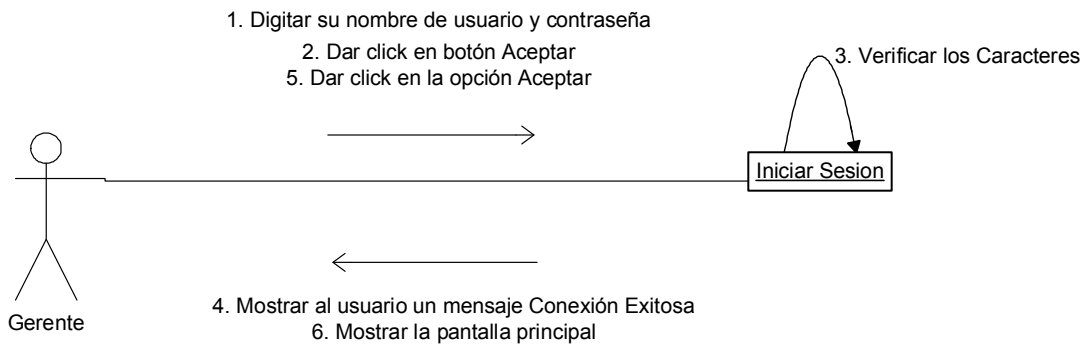 1. Digitar su nombre de usuario y contraseña
2. Dar click en botón Aceptar
5. Dar click en la opción Aceptar
3. Verificar los Caracteres
Iniciar Sesion
Gerente
4. Mostrar al usuario un mensaje Conexión Exitosa
6. Mostrar la pantalla principal